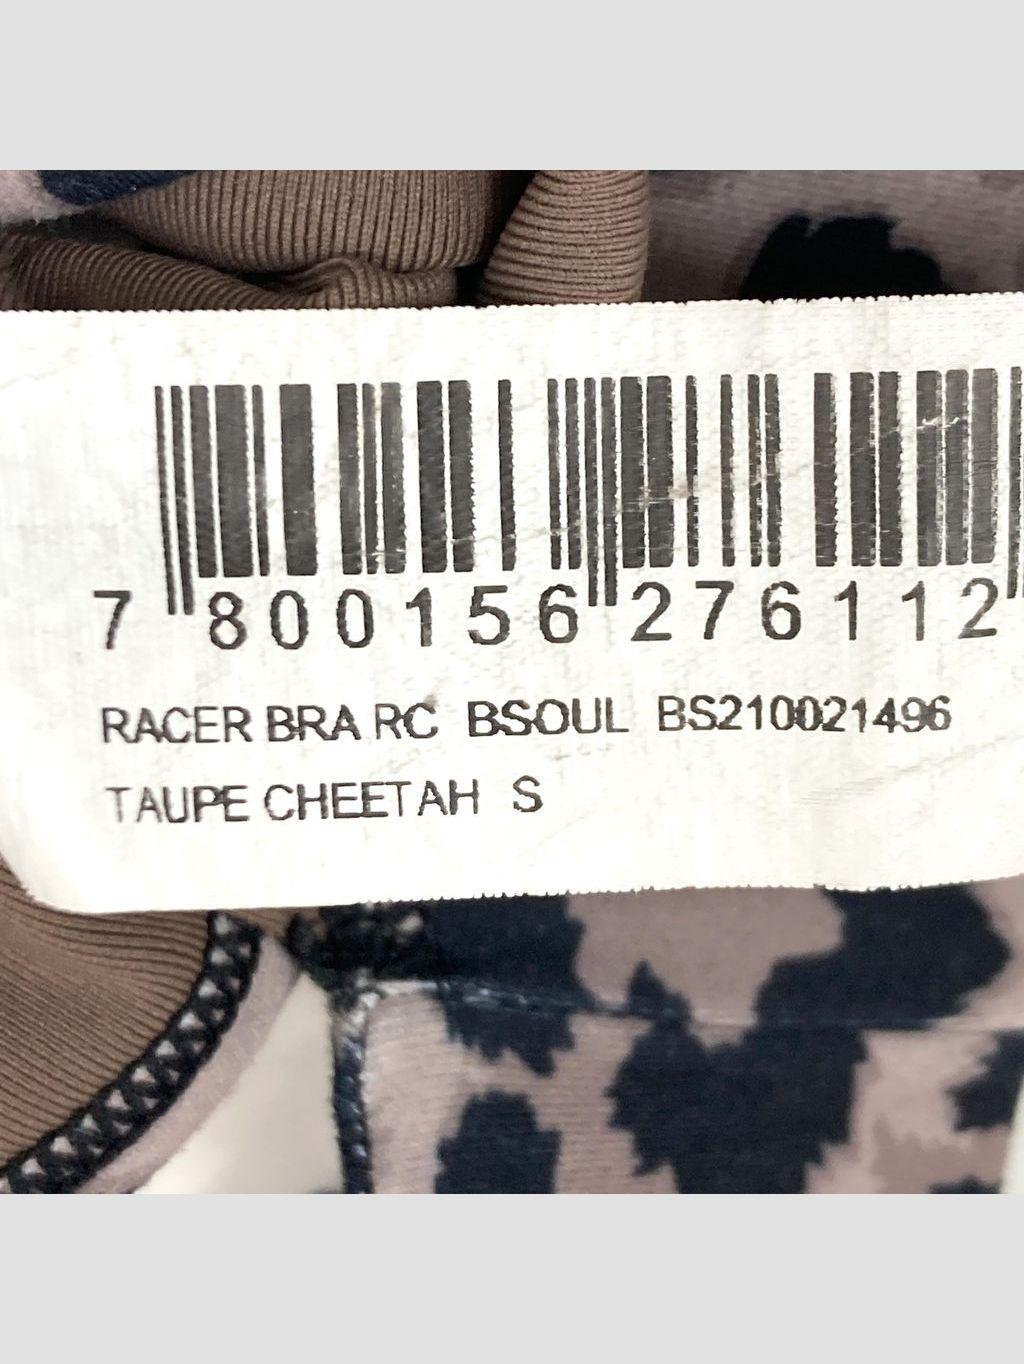 7 800156 276112
RACER BRA RC BSOUL BS210021496
TAUPE CHEETAH S